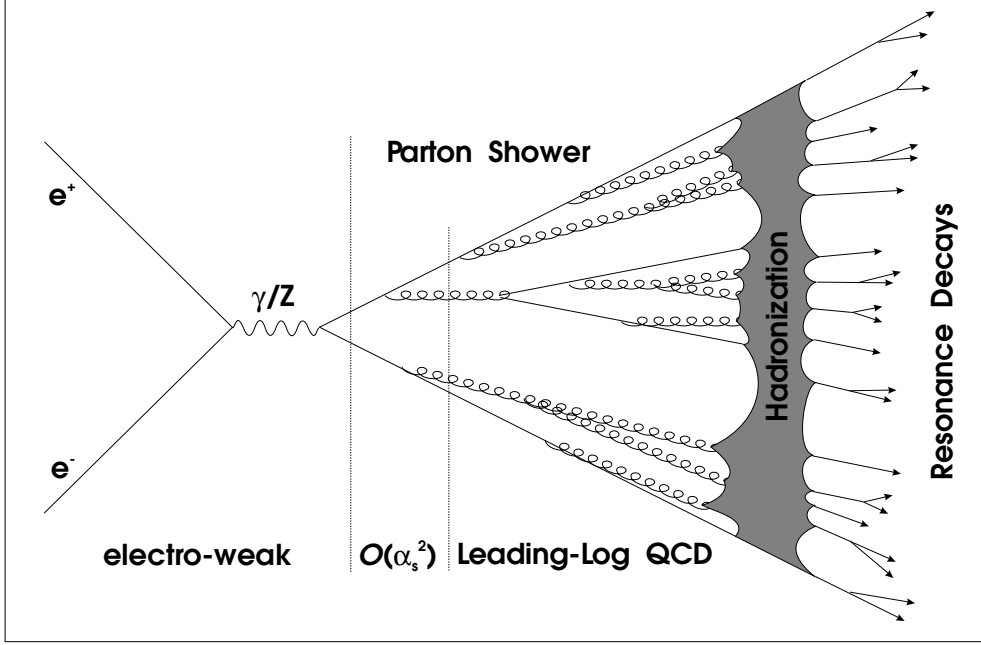 Parton Shower
e⁺
γ/Z
Hadronization
Resonance Decays
e⁻
electro-weak
O(αₛ²)
Leading-Log QCD